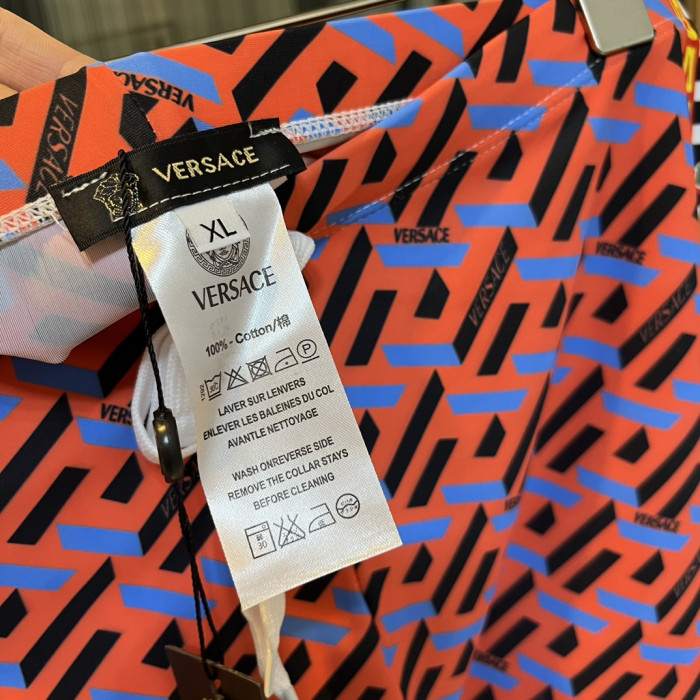 VERSACE
XL
VERSACE
100% - Cotton/棉
LAVER SUR LENVERS
ENLEVER LES BALEINES DU COL
AVANTLE NETTOYAGE
WASH ONREVERSE SIDE
REMOVE THE COLLAR STAYS
BEFORE CLEANING
30
VERSACE
VERSACE
VERSACE
VERSACE
VERSACE
VERSACE